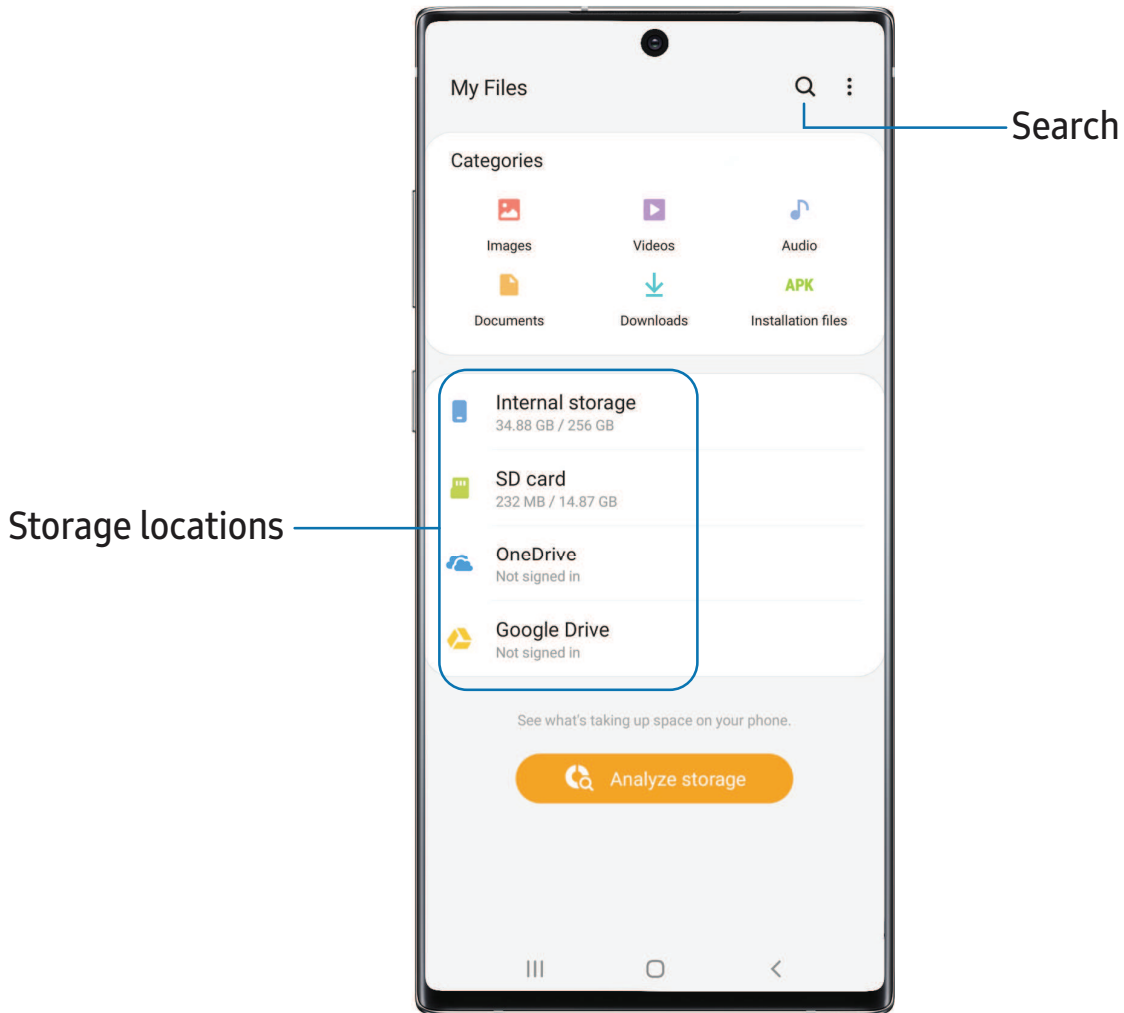 My Files
Search
Categories
Images Videos Audio
APK
Documents Downloads Installation files
Internal storage
34.88 GB / 256 GB
SD card
232 MB / 14.87 GB
Storage locations
OneDrive
Not signed in
Google Drive
Not signed in
See what's taking up space on your phone.
Analyze storage